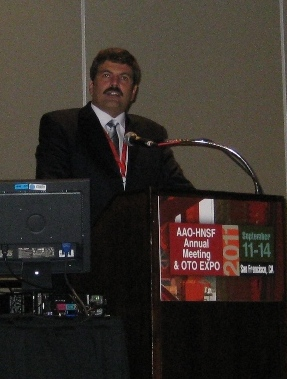 AAO-HNSF
Annual
Meeting
& OTO EXPO
2011
September
11-14
San Francisco, CA